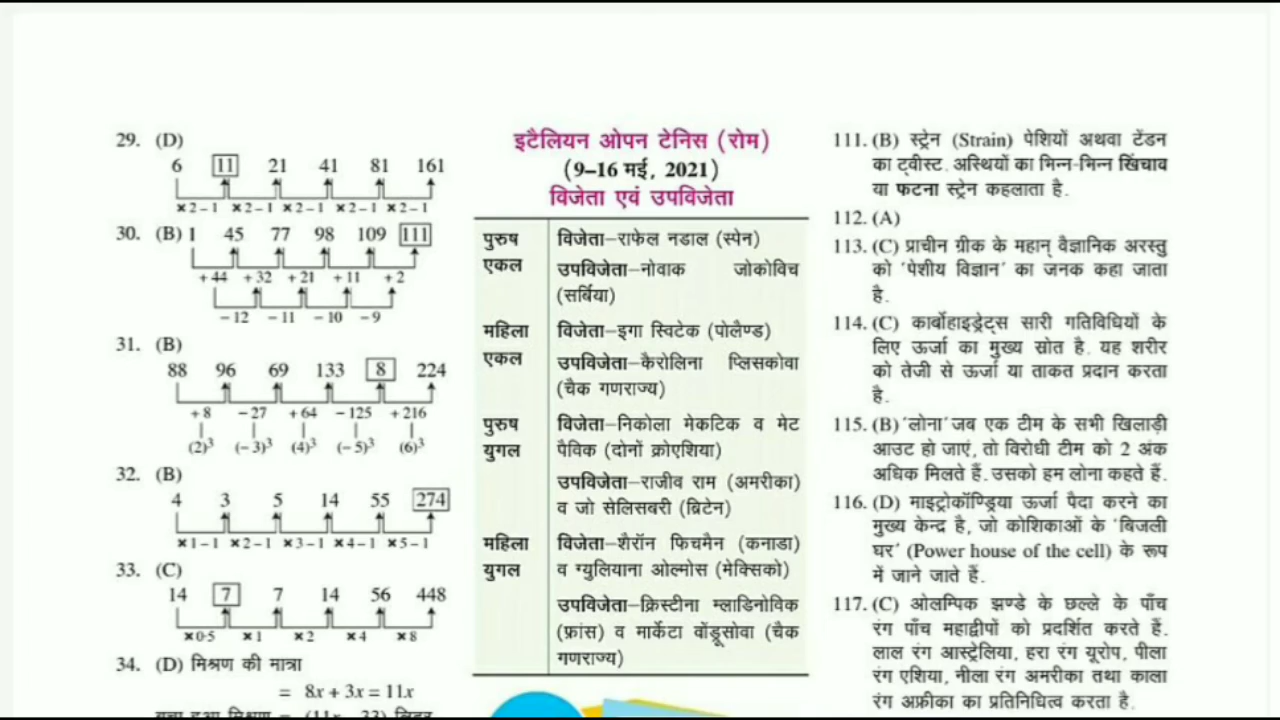 29. (D)
6 11 21 41 81 161
×2–1 ×2–1 ×2–1 ×2–1 ×2–1
30. (B) 1 45 77 98 109 111
+44 +32 +21 +11 +2
–12 –11 –10 –9
31. (B)
88 96 69 133 8 224
+8 –27 +64 –125 +216
(2)³ (–3)³ (4)³ (–5)³ (6)³
32. (B)
4 3 5 14 55 274
×1–1 ×2–1 ×3–1 ×4–1 ×5–1
33. (C)
14 7 7 14 56 448
×0·5 ×1 ×2 ×4 ×8
34. (D) मिश्रण की मात्रा
= 8x + 3x = 11x
बचा हुआ मिश्रण = (11x – 33) लिटर
इटैलियन ओपन टेनिस (रोम)
(9–16 मई, 2021)
विजेता एवं उपविजेता
पुरुष एकल
विजेता–राफेल नडाल (स्पेन)
उपविजेता–नोवाक जोकोविच
(सर्बिया)
महिला एकल
विजेता–इगा स्विटेक (पोलैण्ड)
उपविजेता–कैरोलिना प्लिसकोवा
(चैक गणराज्य)
पुरुष युगल
विजेता–निकोला मेकटिक व मेट
पैविक (दोनों क्रोएशिया)
उपविजेता–राजीव राम (अमरीका)
व जो सेलिसबरी (ब्रिटेन)
महिला युगल
विजेता–शैरॉन फिचमैन (कनाडा)
व ग्युलियाना ओल्मोस (मेक्सिको)
उपविजेता–क्रिस्टीना म्लाडिनोविक
(फ्रांस) व मार्केटा वोंड्रूसोवा (चैक
गणराज्य)
111. (B) स्ट्रेन (Strain) पेशियों अथवा टेंडन
का ट्वीस्ट. अस्थियों का भिन्न-भिन्न खिंचाव
या फटना स्ट्रेन कहलाता है.
112. (A)
113. (C) प्राचीन ग्रीक के महान् वैज्ञानिक अरस्तु
को ‘पेशीय विज्ञान’ का जनक कहा जाता
है.
114. (C) कार्बोहाइड्रेट्स सारी गतिविधियों के
लिए ऊर्जा का मुख्य स्रोत है. यह शरीर
को तेजी से ऊर्जा या ताकत प्रदान करता
है.
115. (B) ‘लोना’ जब एक टीम के सभी खिलाड़ी
आउट हो जाएं, तो विरोधी टीम को 2 अंक
अधिक मिलते हैं. उसको हम लोना कहते हैं.
116. (D) माइट्रोकॉण्ड्रिया ऊर्जा पैदा करने का
मुख्य केन्द्र है, जो कोशिकाओं के ‘बिजली
घर’ (Power house of the cell) के रूप
में जाने जाते हैं.
117. (C) ओलम्पिक झण्डे के छल्ले के पाँच
रंग पाँच महाद्वीपों को प्रदर्शित करते हैं.
लाल रंग आस्ट्रेलिया, हरा रंग यूरोप, पीला
रंग एशिया, नीला रंग अमरीका तथा काला
रंग अफ्रीका का प्रतिनिधित्व करता है.